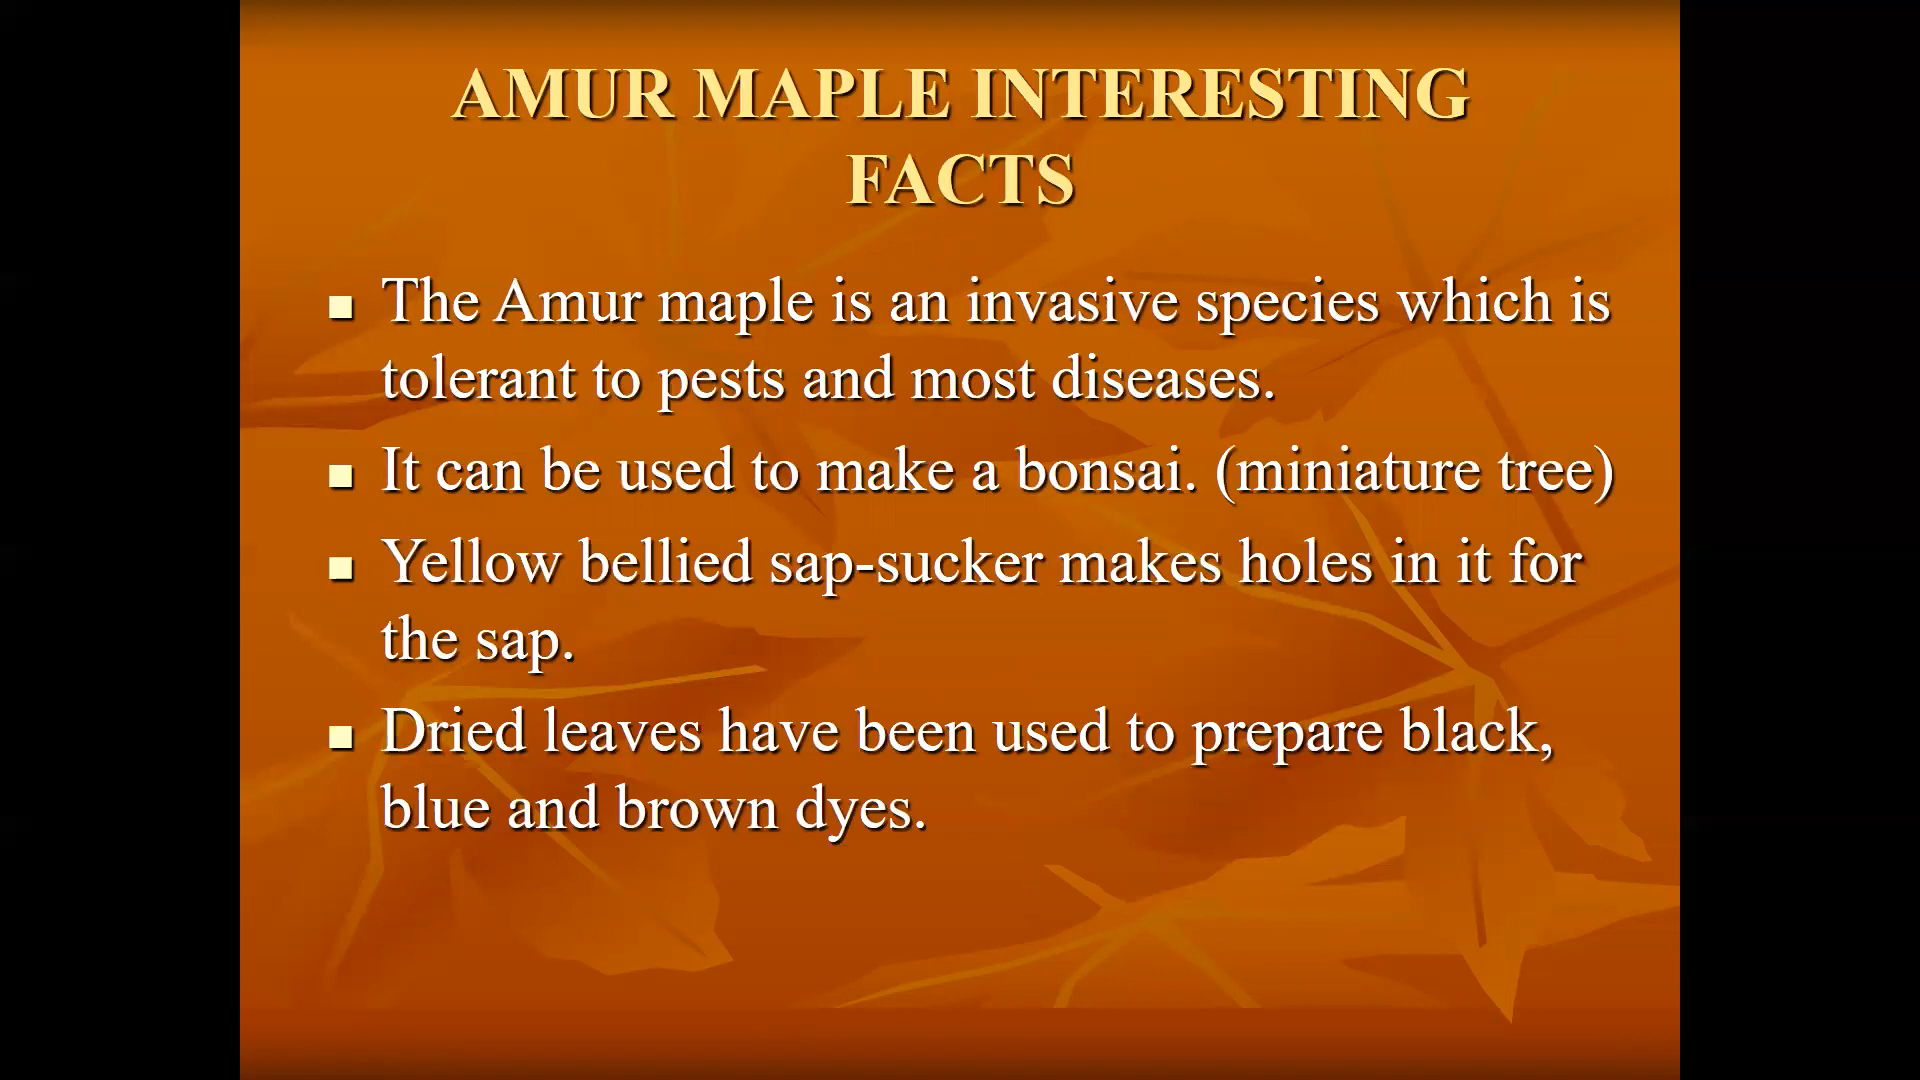 AMUR MAPLE INTERESTING
FACTS
The Amur maple is an invasive species which is
tolerant to pests and most diseases.
It can be used to make a bonsai. (miniature tree)
Yellow bellied sap-sucker makes holes in it for
the sap.
Dried leaves have been used to prepare black,
blue and brown dyes.